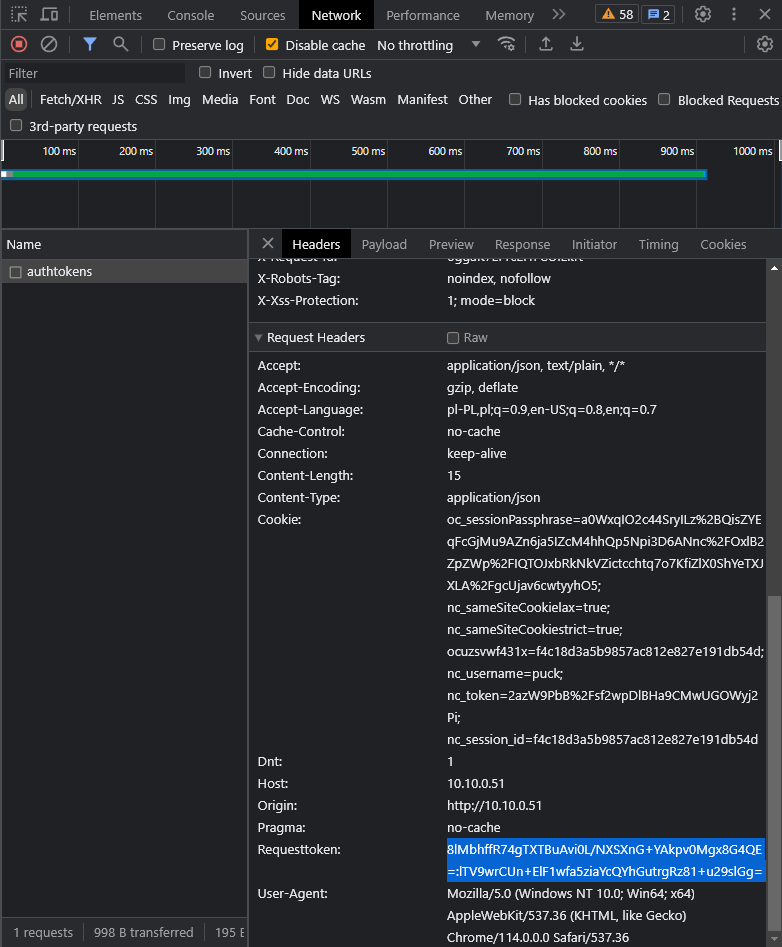 Elements Console Sources Network Performance Memory 58 2
Preserve log Disable cache No throttling
Filter Invert Hide data URLs
All Fetch/XHR JS CSS Img Media Font Doc WS Wasm Manifest Other Has blocked cookies Blocked Requests
3rd-party requests
100 ms 200 ms 300 ms 400 ms 500 ms 600 ms 700 ms 800 ms 900 ms 1000 ms
Name Headers Payload Preview Response Initiator Timing Cookies
authtokens
X-Robots-Tag: noindex, nofollow
X-Xss-Protection: 1; mode=block
Request Headers Raw
Accept: application/json, text/plain, */*
Accept-Encoding: gzip, deflate
Accept-Language: pl-PL,pl;q=0.9,en-US;q=0.8,en;q=0.7
Cache-Control: no-cache
Connection: keep-alive
Content-Length: 15
Content-Type: application/json
Cookie: oc_sessionPassphrase=a0WxqIO2c44SryILz%2BQisZYE
qFcGjMu9AZn6ja5IZcM4hhQp5Npi3D6ANnc%2FOxlB2
ZpZWp%2FIQTOJxbRkNkVZictcchtq7o7KfiZlX0ShYeTXJ
XLA%2FgcUjav6cwtyyhO5;
nc_sameSiteCookielax=true;
nc_sameSiteCookiestrict=true;
ocuzsvwf431x=f4c18d3a5b9857ac812e827e191db54d;
nc_username=puck;
nc_token=2azW9PbB%2Fsf2wpDlBHa9CMwUGOWyj2
Pi;
nc_session_id=f4c18d3a5b9857ac812e827e191db54d
Dnt: 1
Host: 10.10.0.51
Origin: http://10.10.0.51
Pragma: no-cache
Requesttoken: 8lMbhffR74gTXTBuAvi0L/NXSXnG+YAkpv0Mgx8G4QE
=:lTV9wrCUn+ElF1wfa5ziaYcQYhGutrgRz81+u29slGg=
User-Agent: Mozilla/5.0 (Windows NT 10.0; Win64; x64)
AppleWebKit/537.36 (KHTML, like Gecko)
Chrome/114.0.0.0 Safari/537.36
1 requests 998 B transferred 195